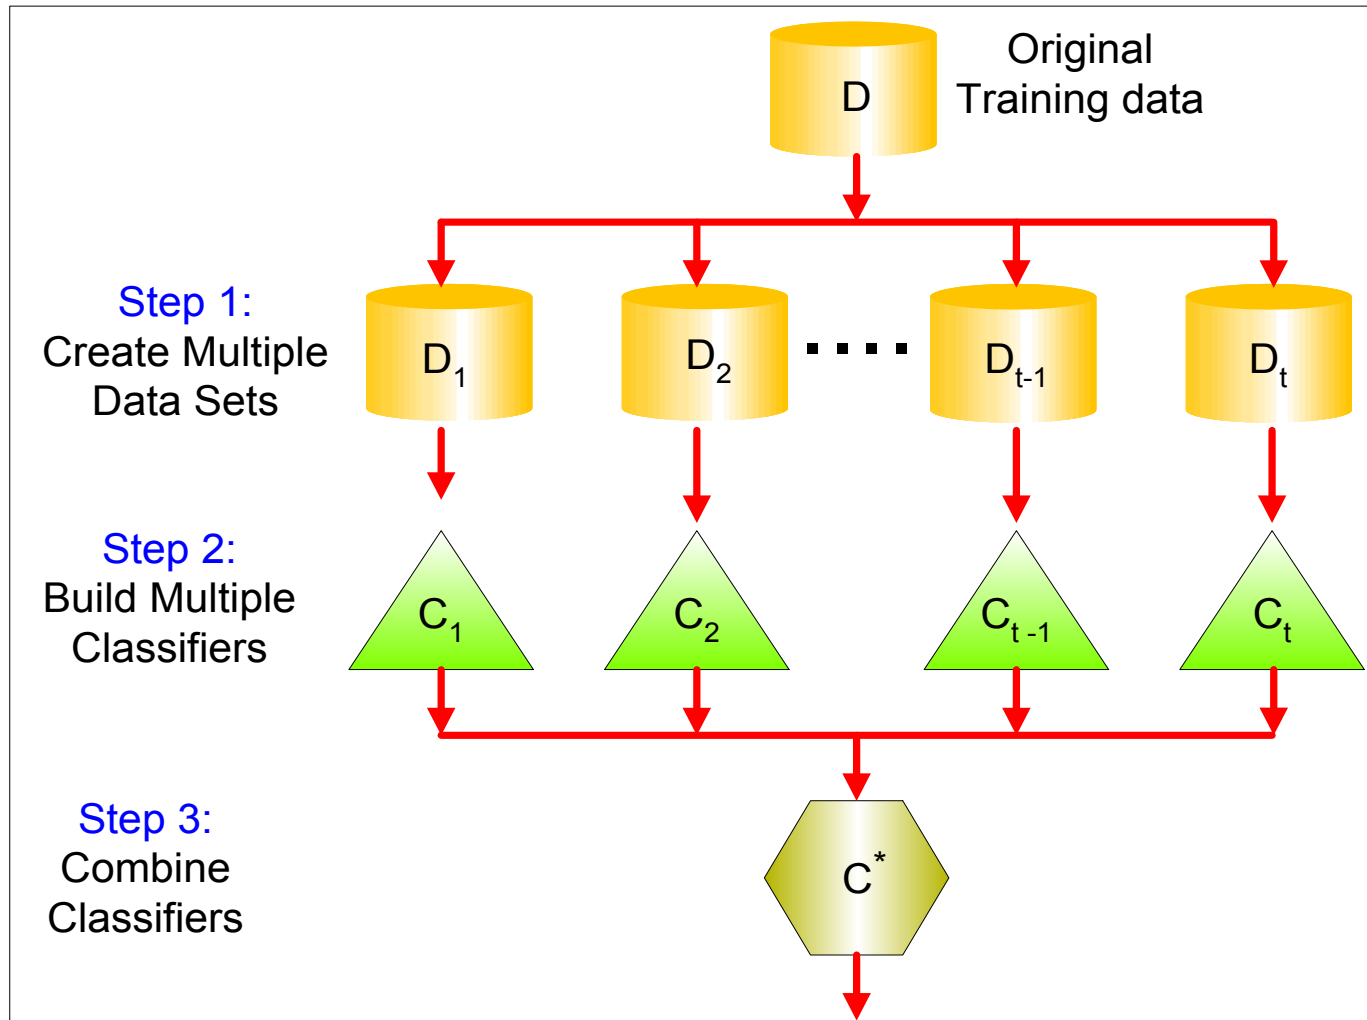 D
Original
Training data
Step 1:
Create Multiple
Data Sets
D1
D2
....
Dt-1
Dt
Step 2:
Build Multiple
Classifiers
C1
C2
Ct -1
Ct
Step 3:
Combine
Classifiers
C*